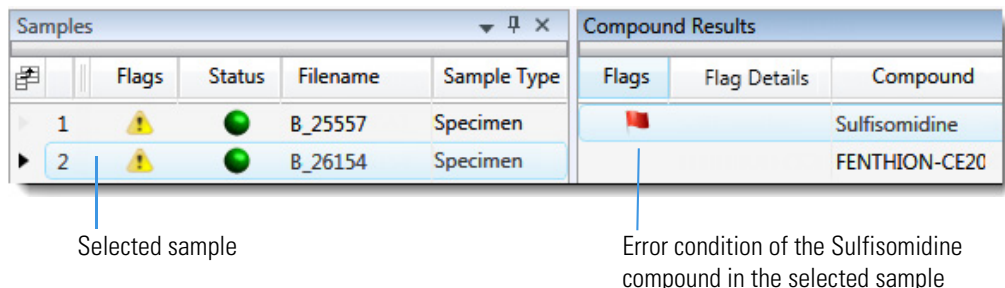 Samples
Compound Results
Flags Status Filename Sample Type
Flags Flag Details Compound
1 B_25557 Specimen
Sulfisomidine
2 B_26154 Specimen
FENTHION-CE20
Selected sample
Error condition of the Sulfisomidine
compound in the selected sample